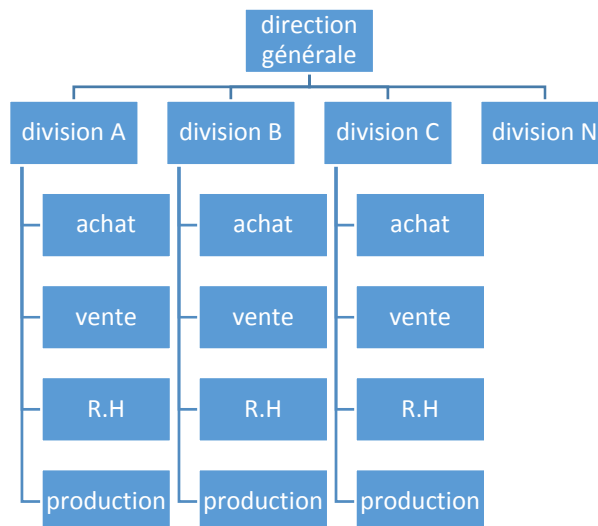 direction
générale
division A
division B
division C
division N
achat
achat
achat
vente
vente
vente
R.H
R.H
R.H
production
production
production